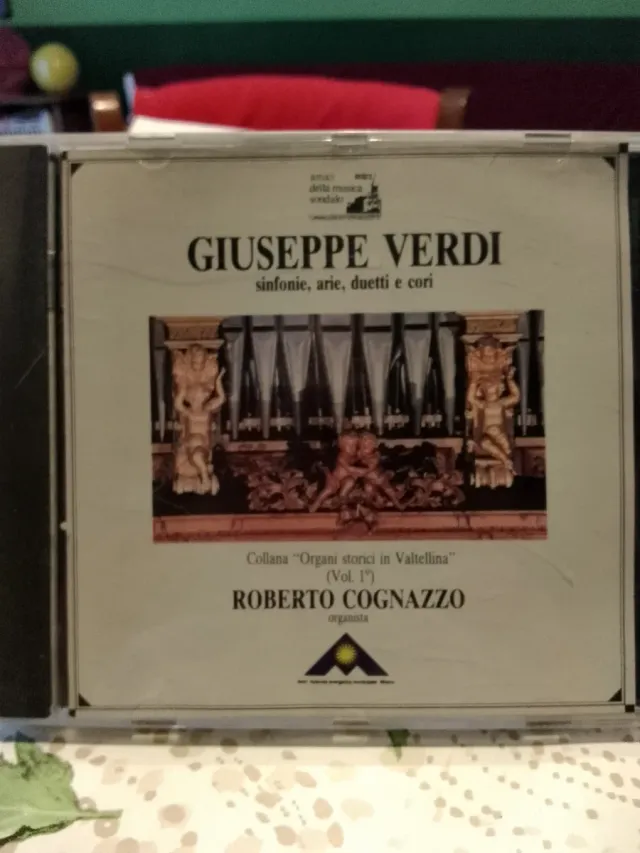 amici
della musica
sondalo
GIUSEPPE VERDI
sinfonie, arie, duetti e cori
Collana "Organi storici in Valtellina"
(Vol. 1°)
ROBERTO COGNAZZO
organista